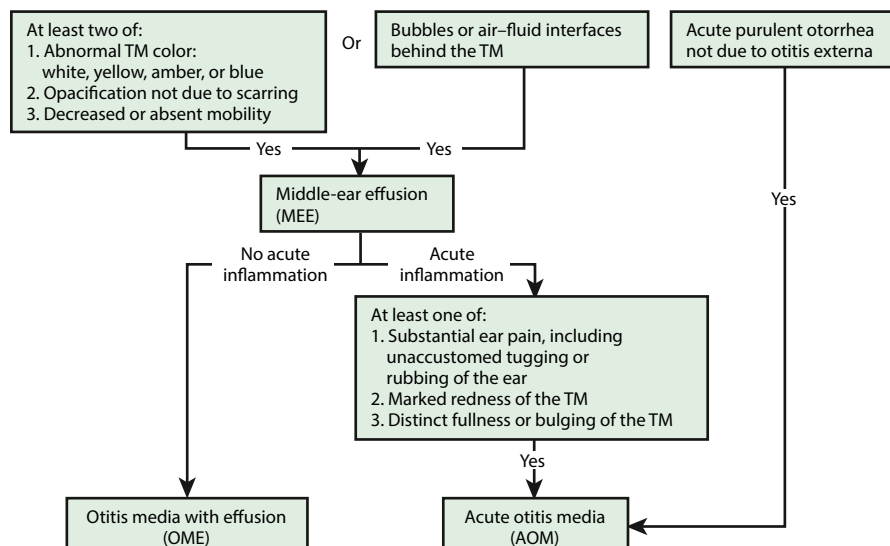 At least two of:
1. Abnormal TM color:
white, yellow, amber, or blue
2. Opacification not due to scarring
3. Decreased or absent mobility
Or
Bubbles or air–fluid interfaces
behind the TM
Acute purulent otorrhea
not due to otitis externa
Yes
Yes
Middle-ear effusion
(MEE)
Yes
No acute
inflammation
Acute
inflammation
At least one of:
1. Substantial ear pain, including
unaccustomed tugging or
rubbing of the ear
2. Marked redness of the TM
3. Distinct fullness or bulging of the TM
Yes
Otitis media with effusion
(OME)
Acute otitis media
(AOM)